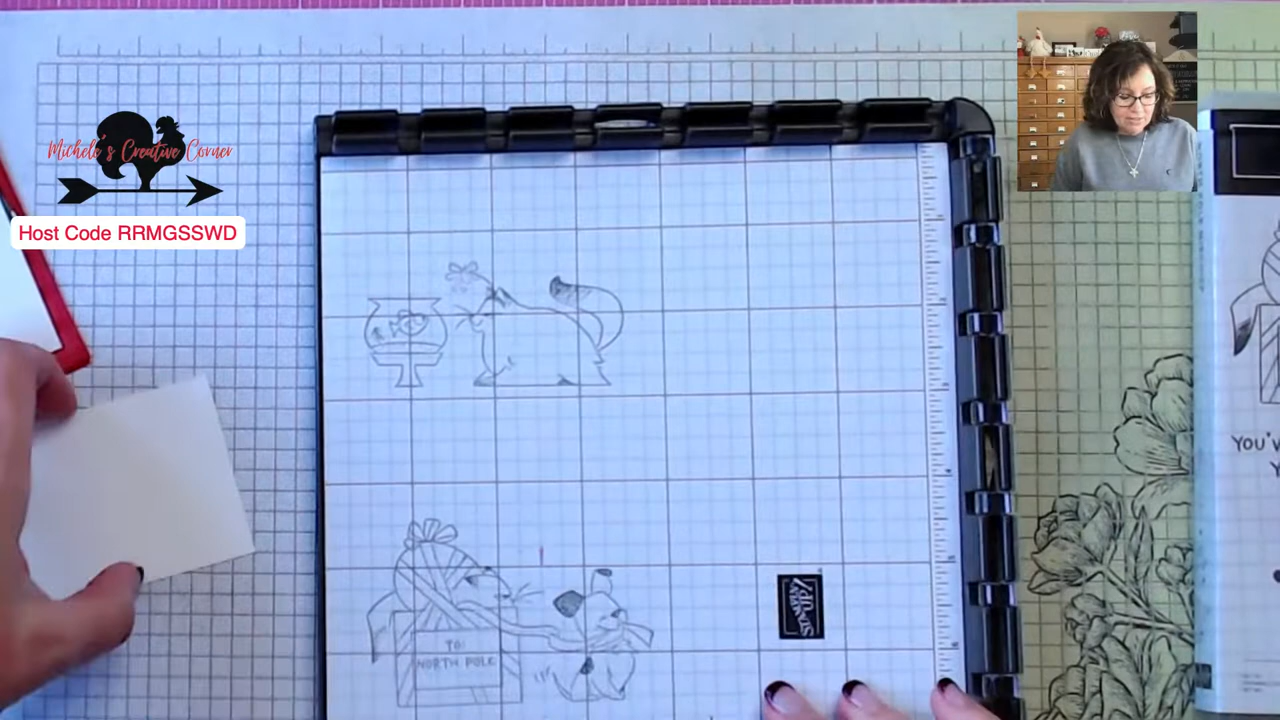 Michele's Creative Corner
Host Code RRMGSSWD
TO:
NORTH POLE
STAMPIN' UP!
YOU'V
Y